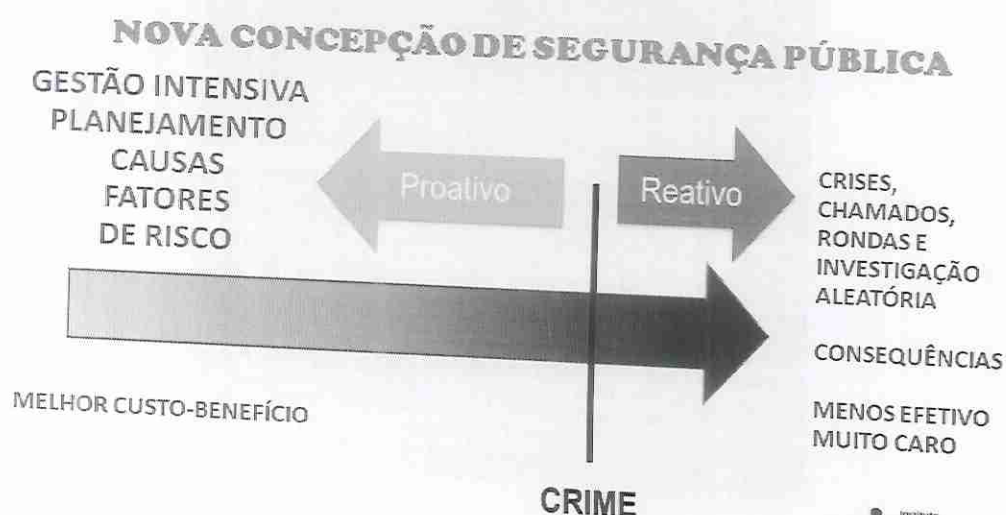 NOVA CONCEPÇÃO DE SEGURANÇA PÚBLICA
GESTÃO INTENSIVA
PLANEJAMENTO
CAUSAS
FATORES
DE RISCO
Proativo
Reativo
CRISES,
CHAMADOS,
RONDAS E
INVESTIGAÇÃO
ALEATÓRIA
CONSEQUÊNCIAS
MENOS EFETIVO
MUITO CARO
MELHOR CUSTO-BENEFÍCIO
CRIME